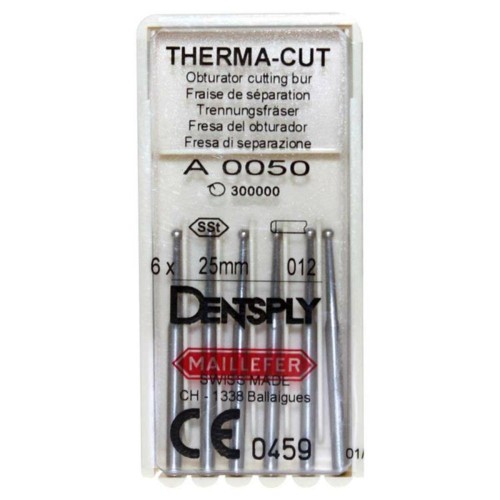 THERMA-CUT
Obturator cutting bur
Fraise de séparation
Trennungsfräser
Fresa del obturador
Fresa di separazione
A 0050
300000
SSt
6 x 25mm 012
DENTSPLY
MAILLEFER
SWISS MADE
CH - 1338 Ballaigues
CE 0459
01/